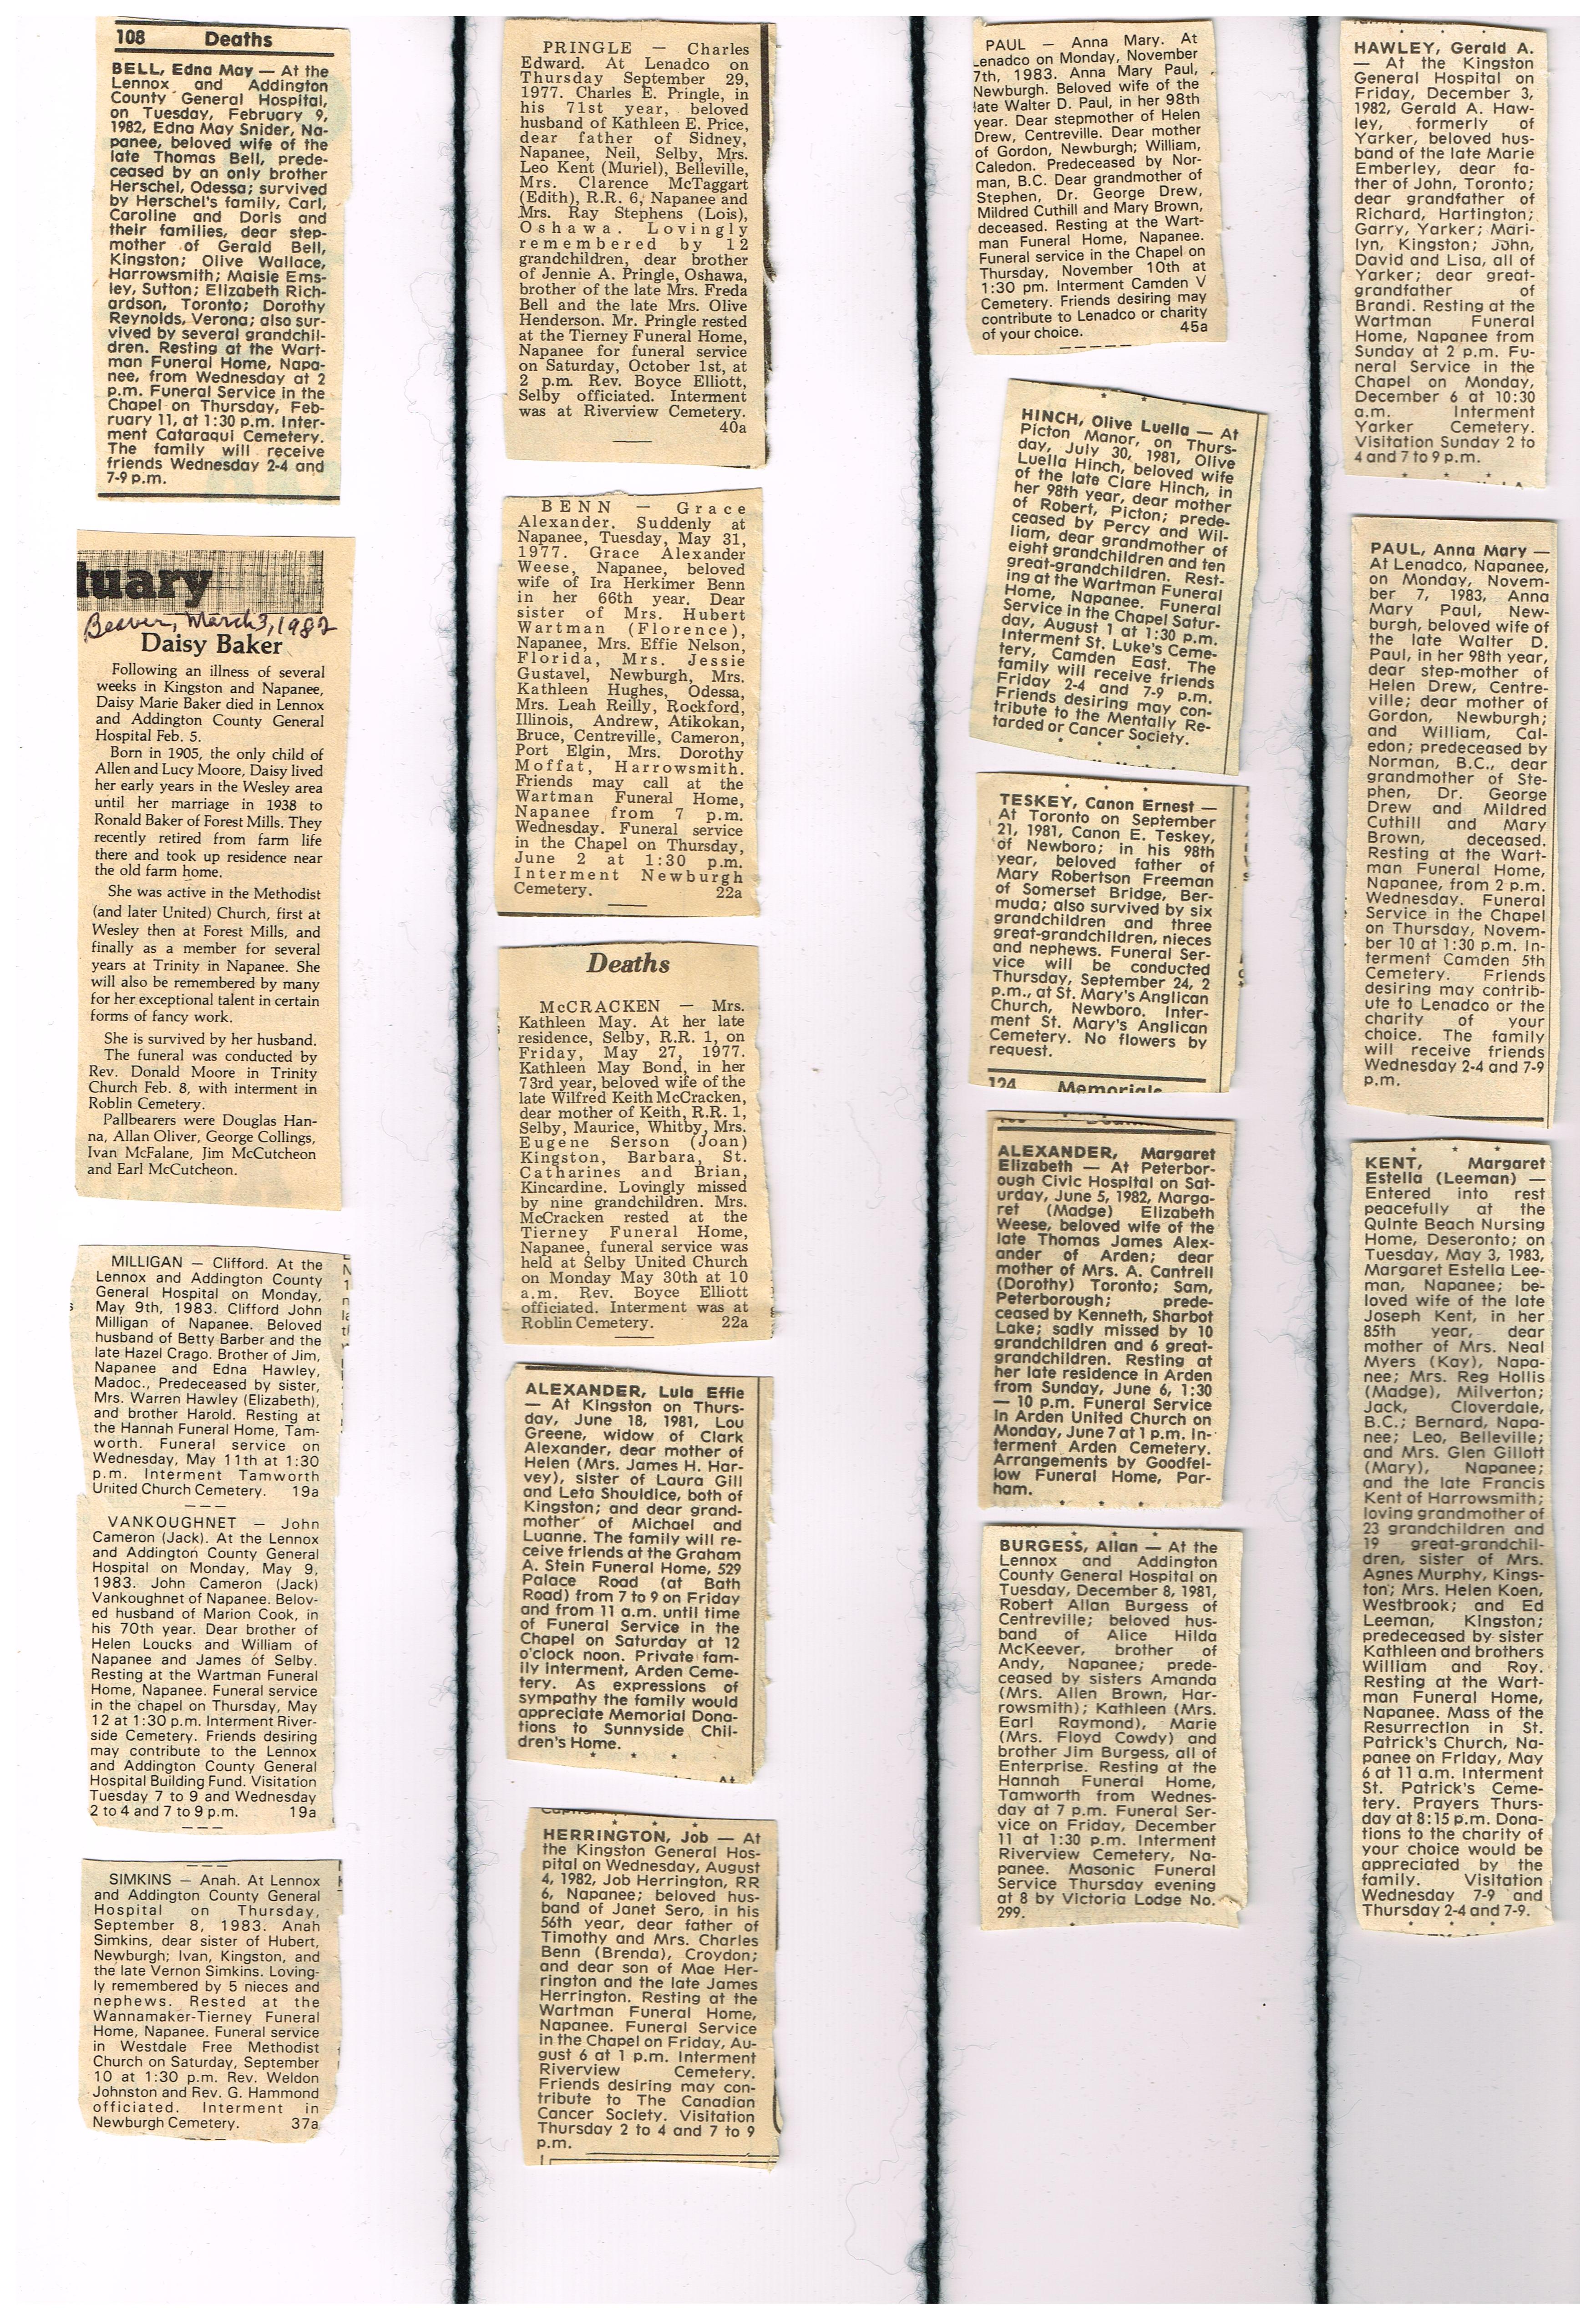 108 Deaths
BELL, Edna May — At the
Lennox and Addington
County General Hospital,
on Tuesday, February 9,
1982, Edna May Snider, Na-
panee, beloved wife of the
late Thomas Bell, prede-
ceased by an only brother
Herschel, Odessa; survived
by Herschel's family, Carl,
Caroline and Doris and
their families, dear step-
mother of Gerald Bell,
Kingston; Olive Wallace,
Harrowsmith; Maisie Ems-
ley, Sutton; Elizabeth Rich-
ardson, Toronto; Dorothy
Reynolds, Verona; also sur-
vived by several grandchil-
dren. Resting at the Wart-
man Funeral Home, Napa-
nee, from Wednesday at 2
p.m. Funeral Service in the
Chapel on Thursday, Feb-
ruary 11, at 1:30 p.m. Inter-
ment Cataraqui Cemetery.
The family will receive
friends Wednesday 2-4 and
7-9 p.m.
tuary
Beaver, March 3, 1982
Daisy Baker
Following an illness of several
weeks in Kingston and Napanee,
Daisy Marie Baker died in Lennox
and Addington County General
Hospital Feb. 5.
Born in 1905, the only child of
Allen and Lucy Moore, Daisy lived
her early years in the Wesley area
until her marriage in 1938 to
Ronald Baker of Forest Mills. They
recently retired from farm life
there and took up residence near
the old farm home.
She was active in the Methodist
(and later United) Church, first at
Wesley then at Forest Mills, and
finally as a member for several
years at Trinity in Napanee. She
will also be remembered by many
for her exceptional talent in certain
forms of fancy work.
She is survived by her husband.
The funeral was conducted by
Rev. Donald Moore in Trinity
Church Feb. 8, with interment in
Roblin Cemetery.
Pallbearers were Douglas Han-
na, Allan Oliver, George Collings,
Ivan McFalane, Jim McCutcheon
and Earl McCutcheon.
MILLIGAN — Clifford. At the
Lennox and Addington County
General Hospital on Monday,
May 9th, 1983. Clifford John
Milligan of Napanee. Beloved
husband of Betty Barber and the
late Hazel Crago. Brother of Jim,
Napanee and Edna Hawley,
Madoc., Predeceased by sister,
Mrs. Warren Hawley (Elizabeth),
and brother Harold. Resting at
the Hannah Funeral Home, Tam-
worth. Funeral service on
Wednesday, May 11th at 1:30
p.m. Interment Tamworth
United Church Cemetery. 19a
VANKOUGHNET — John
Cameron (Jack). At the Lennox
and Addington County General
Hospital on Monday, May 9,
1983. John Cameron (Jack)
Vankoughnet of Napanee. Belov-
ed husband of Marion Cook, in
his 70th year. Dear brother of
Helen Loucks and William of
Napanee and James of Selby.
Resting at the Wartman Funeral
Home, Napanee. Funeral service
in the chapel on Thursday, May
12 at 1:30 p.m. Interment River-
side Cemetery. Friends desiring
may contribute to the Lennox
and Addington County General
Hospital Building Fund. Visitation
Tuesday 7 to 9 and Wednesday
2 to 4 and 7 to 9 p.m. 19a
SIMKINS — Anah. At Lennox
and Addington County General
Hospital on Thursday,
September 8, 1983. Anah
Simkins, dear sister of Hubert,
Newburgh; Ivan, Kingston, and
the late Vernon Simkins. Loving-
ly remembered by 5 nieces and
nephews. Rested at the
Wannamaker-Tierney Funeral
Home, Napanee. Funeral service
in Westdale Free Methodist
Church on Saturday, September
10 at 1:30 p.m. Rev. Weldon
Johnston and Rev. G. Hammond
officiated. Interment in
Newburgh Cemetery. 37a
PRINGLE — Charles
Edward. At Lenadco on
Thursday September 29,
1977. Charles E. Pringle, in
his 71st year, beloved
husband of Kathleen E. Price,
dear father of Sidney,
Napanee, Neil, Selby, Mrs.
Leo Kent (Muriel), Belleville,
Mrs. Clarence McTaggart
(Edith), R.R. 6, Napanee and
Mrs. Ray Stephens (Lois),
Oshawa. Lovingly
remembered by 12
grandchildren, dear brother
of Jennie A. Pringle, Oshawa,
brother of the late Mrs. Freda
Bell and the late Mrs. Olive
Henderson. Mr. Pringle rested
at the Tierney Funeral Home,
Napanee for funeral service
on Saturday, October 1st, at
2 p.m. Rev. Boyce Elliott,
Selby officiated. Interment
was at Riverview Cemetery.
40a
BENN — Grace
Alexander. Suddenly at
Napanee, Tuesday, May 31,
1977. Grace Alexander
Weese, Napanee, beloved
wife of Ira Herkimer Benn
in her 66th year. Dear
sister of Mrs. Hubert
Wartman (Florence),
Napanee, Mrs. Effie Nelson,
Florida, Mrs. Jessie
Gustavel, Newburgh, Mrs.
Kathleen Hughes, Odessa,
Mrs. Leah Reilly, Rockford,
Illinois, Andrew, Atikokan,
Bruce, Centreville, Cameron,
Port Elgin, Mrs. Dorothy
Moffat, Harrowsmith.
Friends may call at the
Wartman Funeral Home,
Napanee from 7 p.m.
Wednesday. Funeral service
in the Chapel on Thursday,
June 2 at 1:30 p.m.
Interment Newburgh
Cemetery. 22a
Deaths
McCRACKEN — Mrs.
Kathleen May. At her late
residence, Selby, R.R. 1, on
Friday, May 27, 1977.
Kathleen May Bond, in her
73rd year, beloved wife of the
late Wilfred Keith McCracken,
dear mother of Keith, R.R. 1,
Selby, Maurice, Whitby, Mrs.
Eugene Serson (Joan)
Kingston, Barbara, St.
Catharines and Brian,
Kincardine. Lovingly missed
by nine grandchildren. Mrs.
McCracken rested at the
Tierney Funeral Home,
Napanee, funeral service was
held at Selby United Church
on Monday May 30th at 10
a.m. Rev. Boyce Elliott
officiated. Interment was at
Roblin Cemetery. 22a
ALEXANDER, Lula Effie
— At Kingston on Thurs-
day, June 18, 1981, Lou
Greene, widow of Clark
Alexander, dear mother of
Helen (Mrs. James H. Har-
vey), sister of Laura Gill
and Leta Shouldice, both of
Kingston; and dear grand-
mother of Michael and
Luanne. The family will re-
ceive friends at the Graham
A. Stein Funeral Home, 529
Palace Road (at Bath
Road) from 7 to 9 on Friday
and from 11 a.m. until time
of Funeral Service in the
Chapel on Saturday at 12
o'clock noon. Private fam-
ily interment, Arden Ceme-
tery. As expressions of
sympathy the family would
appreciate Memorial Dona-
tions to Sunnyside Chil-
dren's Home.
HERRINGTON, Job — At
the Kingston General Hos-
pital on Wednesday, August
4, 1982, Job Herrington, RR
6, Napanee; beloved hus-
band of Janet Sero, in his
56th year, dear father of
Timothy and Mrs. Charles
Benn (Brenda), Croydon;
and dear son of Mae Her-
rington and the late James
Herrington. Resting at the
Wartman Funeral Home,
Napanee. Funeral Service
in the Chapel on Friday, Au-
gust 6 at 1 p.m. Interment
Riverview Cemetery.
Friends desiring may con-
tribute to The Canadian
Cancer Society. Visitation
Thursday 2 to 4 and 7 to 9
p.m.
PAUL — Anna Mary. At
Lenadco on Monday, November
7th, 1983. Anna Mary Paul,
Newburgh. Beloved wife of the
late Walter D. Paul, in her 98th
year. Dear stepmother of Helen
Drew, Centreville. Dear mother
of Gordon, Newburgh; William,
Caledon. Predeceased by Nor-
man, B.C. Dear grandmother of
Stephen, Dr. George Drew,
Mildred Cuthill and Mary Brown,
deceased. Resting at the Wart-
man Funeral Home, Napanee.
Funeral service in the Chapel on
Thursday, November 10th at
1:30 pm. Interment Camden V
Cemetery. Friends desiring may
contribute to Lenadco or charity
of your choice. 45a
HINCH, Olive Luella — At
Picton Manor, on Thurs-
day, July 30, 1981, Olive
Luella Hinch, beloved wife
of the late Clare Hinch, in
her 98th year, dear mother
of Robert, Picton; prede-
ceased by Percy and Wil-
liam, dear grandmother of
eight grandchildren and ten
great-grandchildren. Rest-
ing at the Wartman Funeral
Home, Napanee. Funeral
Service in the Chapel Satur-
day, August 1 at 1:30 p.m.
Interment St. Luke's Ceme-
tery, Camden East. The
family will receive friends
Friday 2-4 and 7-9 p.m.
Friends desiring may con-
tribute to the Mentally Re-
tarded or Cancer Society.
TESKEY, Canon Ernest —
At Toronto on September
21, 1981, Canon E. Teskey,
of Newboro; in his 98th
year, beloved father of
Mary Robertson Freeman
of Somerset Bridge, Ber-
muda; also survived by six
grandchildren and three
great-grandchildren, nieces
and nephews. Funeral Ser-
vice will be conducted
Thursday, September 24, 2
p.m., at St. Mary's Anglican
Church, Newboro. Inter-
ment St. Mary's Anglican
Cemetery. No flowers by
request.
124 Memorials
ALEXANDER, Margaret
Elizabeth — At Peterbor-
ough Civic Hospital on Sat-
urday, June 5, 1982, Marga-
ret (Madge) Elizabeth
Weese, beloved wife of the
late Thomas James Alex-
ander of Arden; dear
mother of Mrs. A. Cantrell
(Dorothy) Toronto; Sam,
Peterborough; prede-
ceased by Kenneth, Sharbot
Lake; sadly missed by 10
grandchildren and 6 great-
grandchildren. Resting at
her late residence in Arden
from Sunday, June 6, 1:30
— 10 p.m. Funeral Service
in Arden United Church on
Monday, June 7 at 1 p.m. In-
terment Arden Cemetery.
Arrangements by Goodfel-
low Funeral Home, Par-
ham.
BURGESS, Allan — At the
Lennox and Addington
County General Hospital on
Tuesday, December 8, 1981,
Robert Allan Burgess of
Centreville; beloved hus-
band of Alice Hilda
McKeever, brother of
Andy, Napanee; prede-
ceased by sisters Amanda
(Mrs. Allen Brown, Har-
rowsmith); Kathleen (Mrs.
Earl Raymond), Marie
(Mrs. Floyd Cowdy) and
brother Jim Burgess, all of
Enterprise. Resting at the
Hannah Funeral Home,
Tamworth from Wednes-
day at 7 p.m. Funeral Ser-
vice on Friday, December
11 at 1:30 p.m. Interment
Riverview Cemetery, Na-
panee. Masonic Funeral
Service Thursday evening
at 8 by Victoria Lodge No.
299.
HAWLEY, Gerald A.
— At the Kingston
General Hospital on
Friday, December 3,
1982, Gerald A. Haw-
ley, formerly of
Yarker, beloved hus-
band of the late Marie
Emberley, dear fa-
ther of John, Toronto;
dear grandfather of
Richard, Hartington;
Garry, Yarker; Mari-
lyn, Kingston; John,
David and Lisa, all of
Yarker; dear great-
grandfather of
Brandi. Resting at the
Wartman Funeral
Home, Napanee from
Sunday at 2 p.m. Fu-
neral Service in the
Chapel on Monday,
December 6 at 10:30
a.m. Interment
Yarker Cemetery.
Visitation Sunday 2 to
4 and 7 to 9 p.m.
PAUL, Anna Mary —
At Lenadco, Napanee,
on Monday, Novem-
ber 7, 1983, Anna
Mary Paul, New-
burgh, beloved wife of
the late Walter D.
Paul, in her 98th year,
dear step-mother of
Helen Drew, Centre-
ville; dear mother of
Gordon, Newburgh;
and William, Cal-
edon; predeceased by
Norman, B.C., dear
grandmother of Ste-
phen, Dr. George
Drew and Mildred
Cuthill and Mary
Brown, deceased.
Resting at the Wart-
man Funeral Home,
Napanee, from 2 p.m.
Wednesday. Funeral
Service in the Chapel
on Thursday, Novem-
ber 10 at 1:30 p.m. In-
terment Camden 5th
Cemetery. Friends
desiring may contrib-
ute to Lenadco or the
charity of your
choice. The family
will receive friends
Wednesday 2-4 and 7-9
p.m.
KENT, Margaret
Estella (Leeman) —
Entered into rest
peacefully at the
Quinte Beach Nursing
Home, Deseronto; on
Tuesday, May 3, 1983,
Margaret Estella Lee-
man, Napanee; be-
loved wife of the late
Joseph Kent, in her
85th year, dear
mother of Mrs. Neal
Myers (Kay), Napa-
nee; Mrs. Reg Hollis
(Madge), Milverton;
Jack, Cloverdale,
B.C.; Bernard, Napa-
nee; Leo, Belleville;
and Mrs. Glen Gillott
(Mary), Napanee;
and the late Francis
Kent of Harrowsmith;
loving grandmother of
23 grandchildren and
19 great-grandchil-
dren, sister of Mrs.
Agnes Murphy, Kings-
ton; Mrs. Helen Koen,
Westbrook; and Ed
Leeman, Kingston;
predeceased by sister
Kathleen and brothers
William and Roy.
Resting at the Wart-
man Funeral Home,
Napanee. Mass of the
Resurrection in St.
Patrick's Church, Na-
panee on Friday, May
6 at 11 a.m. Interment
St. Patrick's Ceme-
tery. Prayers Thurs-
day at 8:15 p.m. Dona-
tions to the charity of
your choice would be
appreciated by the
family. Visitation
Wednesday 7-9 and
Thursday 2-4 and 7-9.